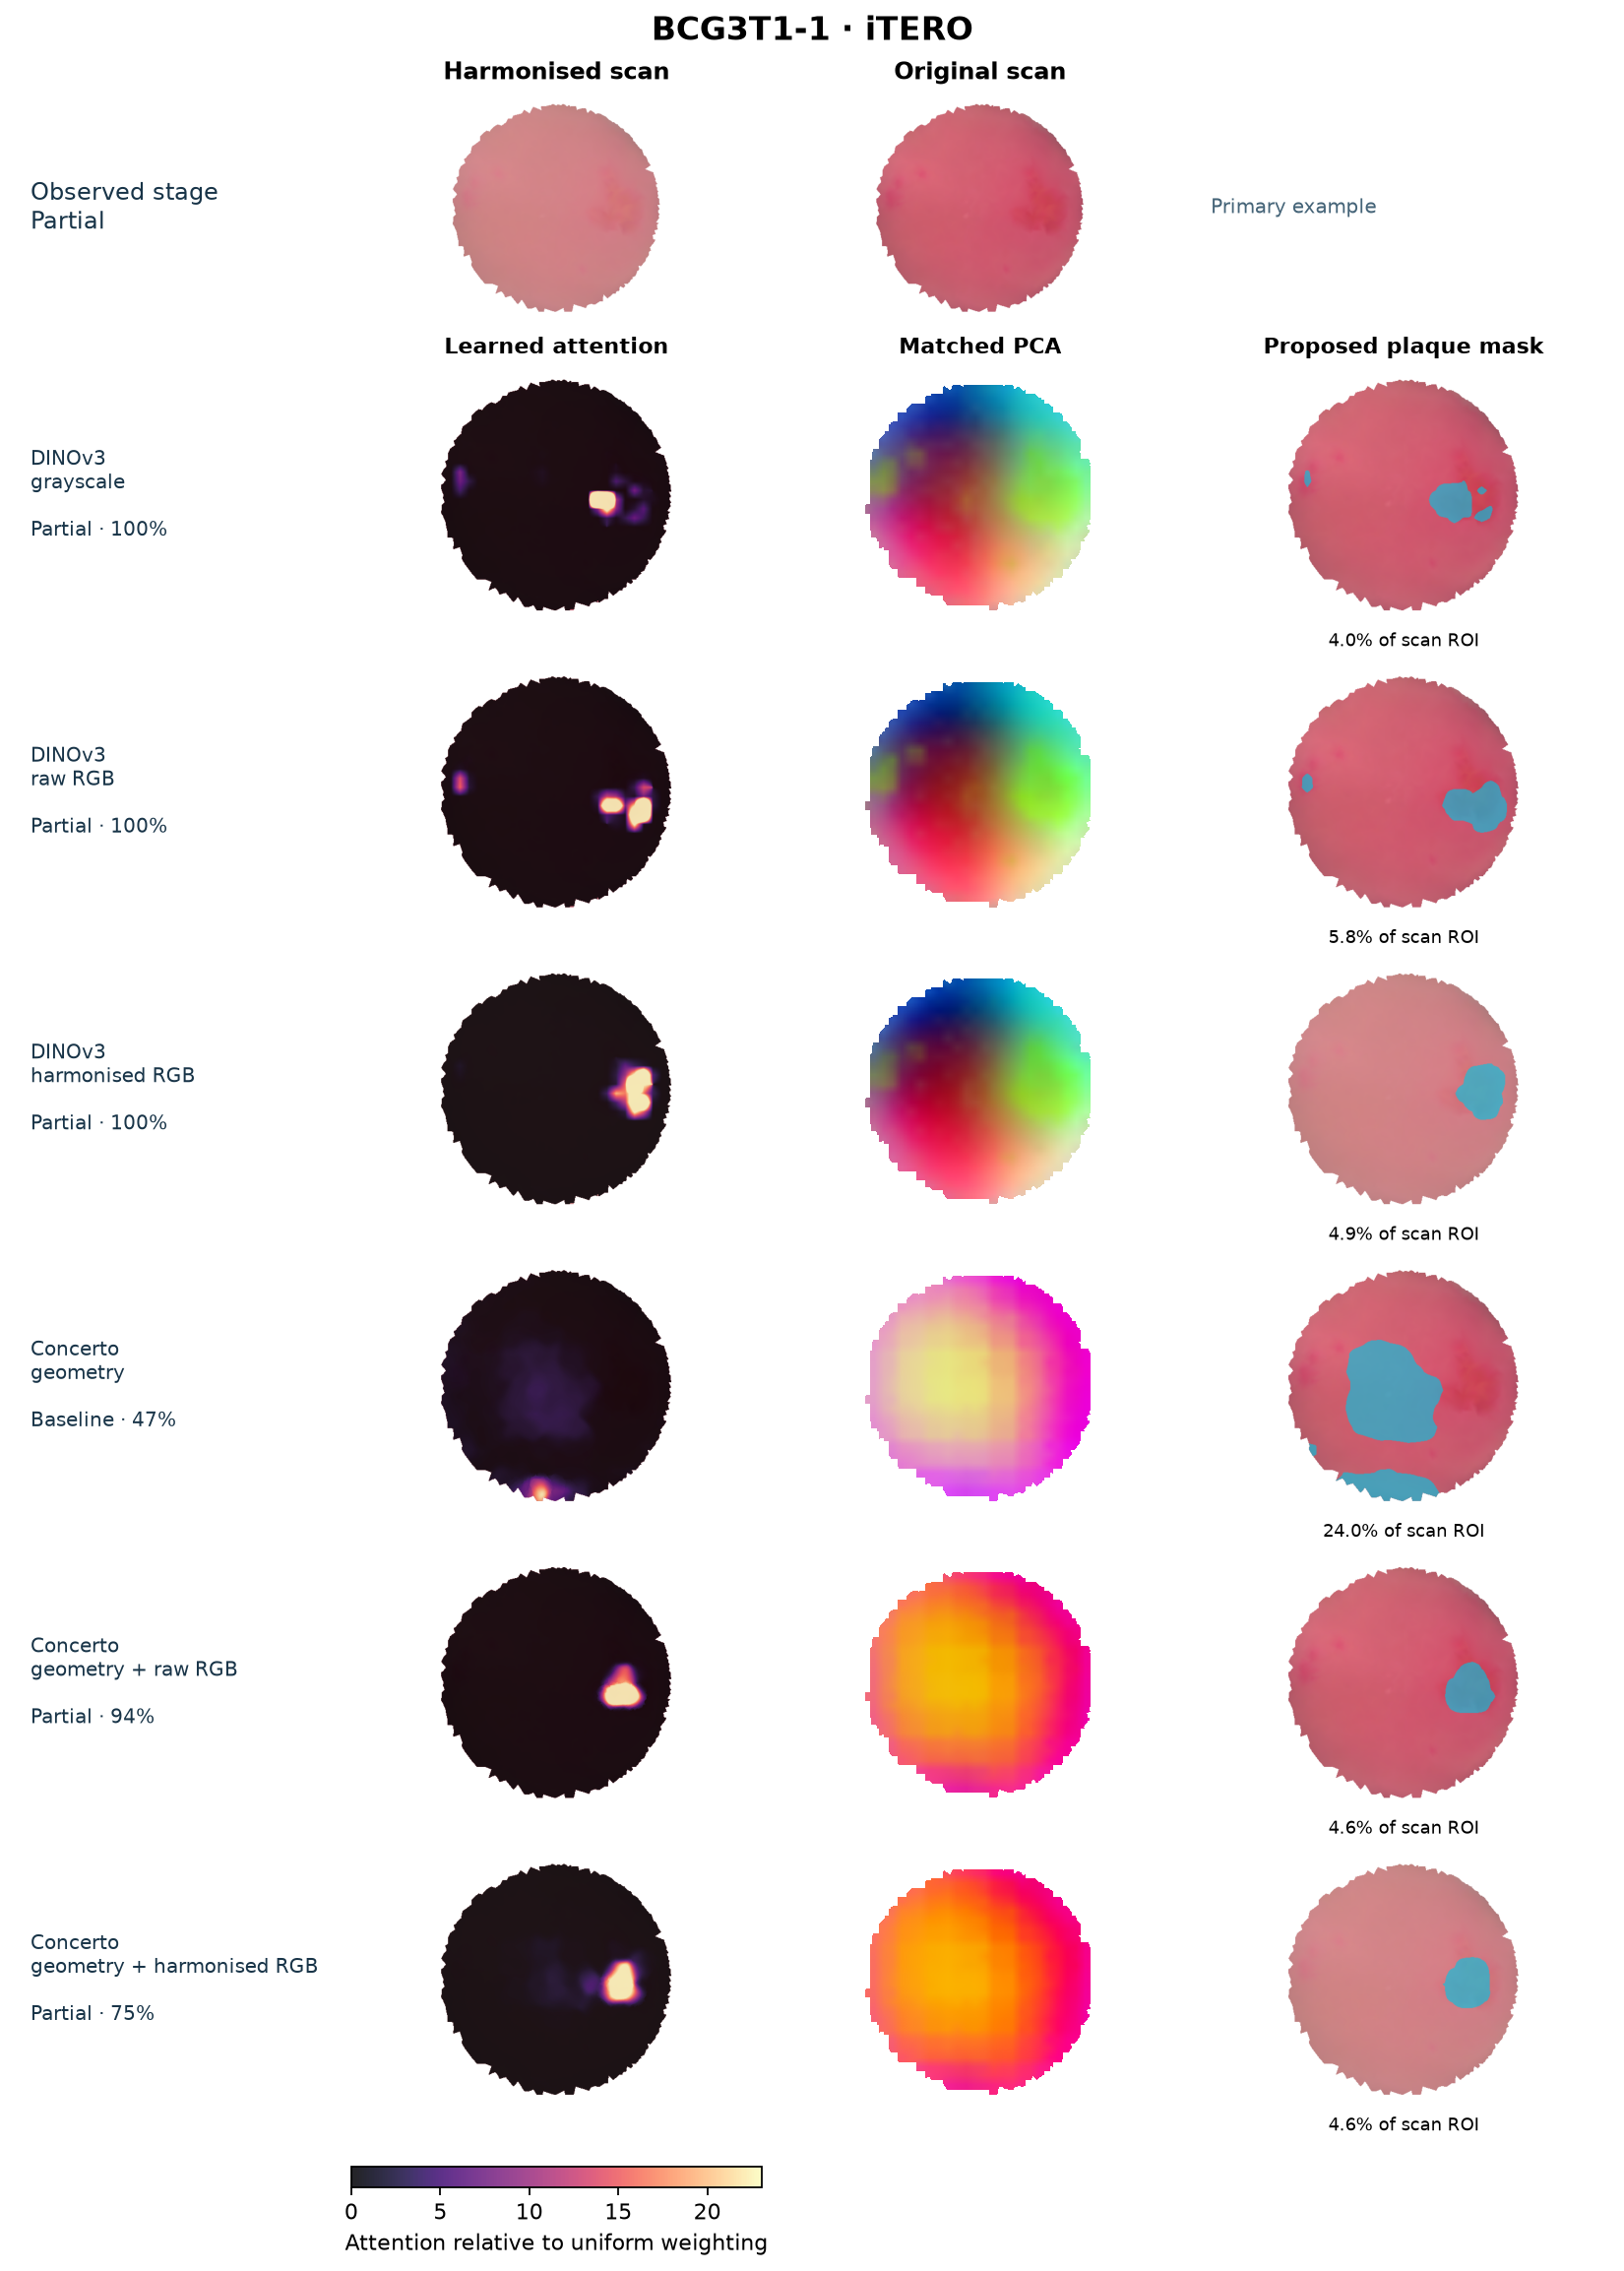 BCG3T1-1 · iTERO
Harmonised scan
Original scan
Observed stage
Partial
Primary example
Learned attention
Matched PCA
Proposed plaque mask
DINOv3
grayscale
Partial · 100%
4.0% of scan ROI
DINOv3
raw RGB
Partial · 100%
5.8% of scan ROI
DINOv3
harmonised RGB
Partial · 100%
4.9% of scan ROI
Concerto
geometry
Baseline · 47%
24.0% of scan ROI
Concerto
geometry + raw RGB
Partial · 94%
4.6% of scan ROI
Concerto
geometry + harmonised RGB
Partial · 75%
4.6% of scan ROI
0 5 10 15 20
Attention relative to uniform weighting